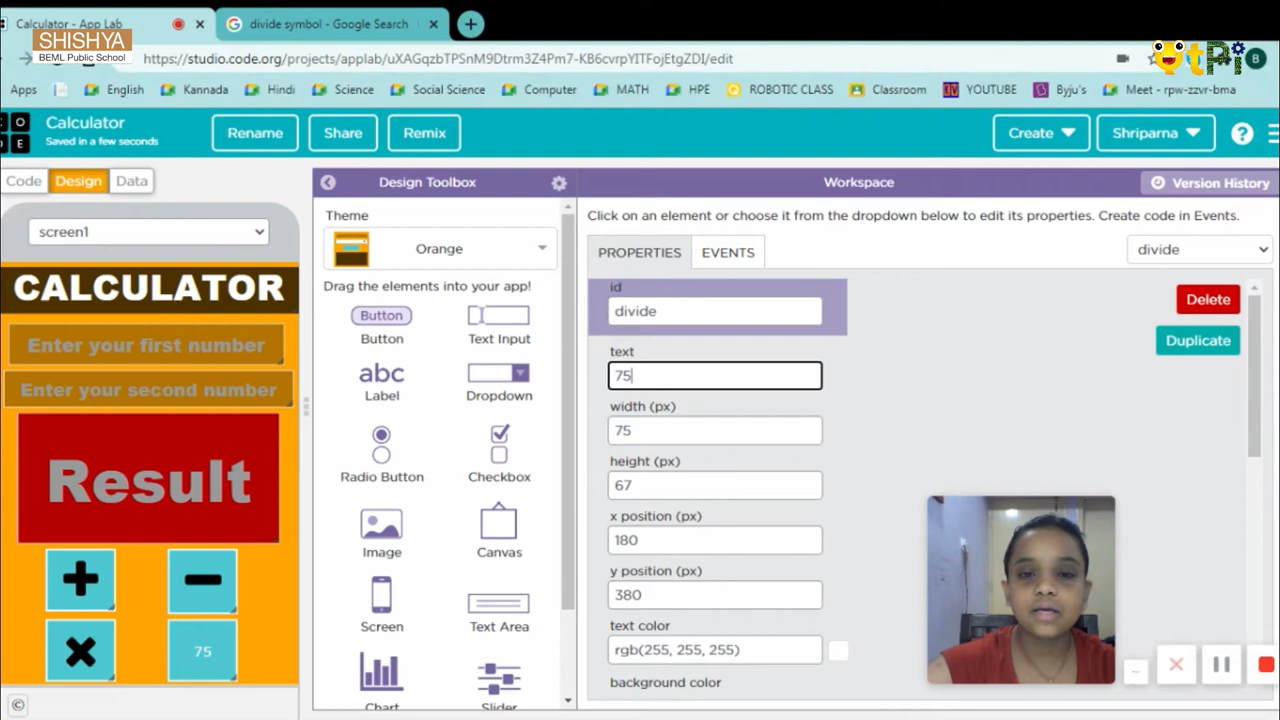 Calculator - App Lab
divide symbol - Google Search
SHISHYA
BEML Public School
https://studio.code.org/projects/applab/uXAGqzbTPSnM9Dtrm3Z4Pm7-KB6cvrpYITFojEtgZDI/edit
B
Apps
English
Kannada
Hindi
Science
Social Science
Computer
MATH
HPE
ROBOTIC CLASS
Classroom
YOUTUBE
Byju's
Meet - rpw-zzvr-bma
C O
D E
Calculator
Saved in a few seconds
Rename
Share
Remix
Create
Shriparna
?
Code
Design
Data
Design Toolbox
Workspace
Version History
screen1
CALCULATOR
Enter your first number
Enter your second number
Result
+
−
×
75
©
Theme
Orange
Drag the elements into your app!
Button
Button
Text Input
abc
Label
Dropdown
Radio Button
Checkbox
Image
Canvas
Screen
Text Area
Chart
Slider
Click on an element or choose it from the dropdown below to edit its properties. Create code in Events.
PROPERTIES
EVENTS
divide
id
divide
Delete
text
75
Duplicate
width (px)
75
height (px)
67
x position (px)
180
y position (px)
380
text color
rgb(255, 255, 255)
background color